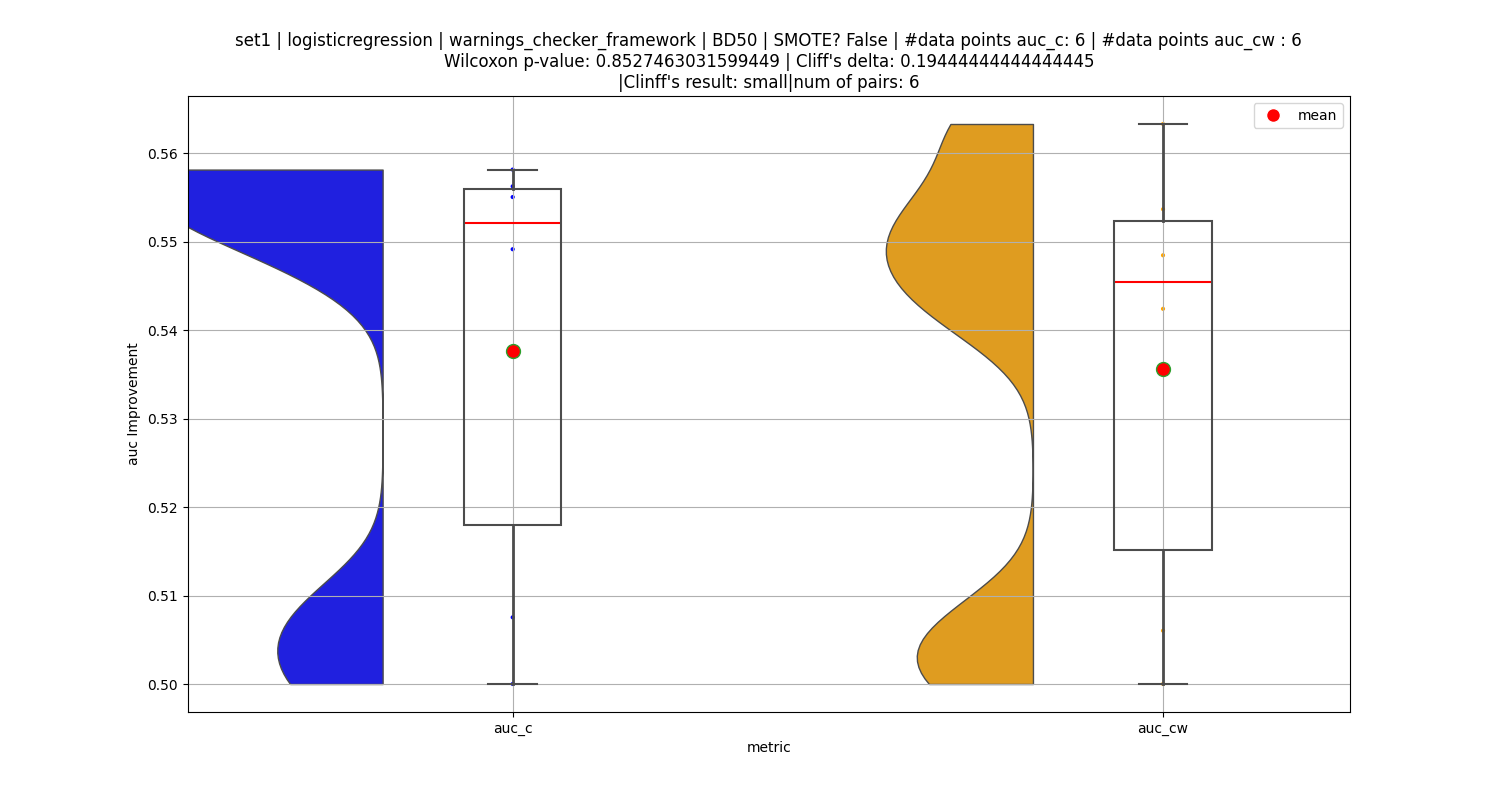 set1 | logisticregression | warnings_checker_framework | BD50 | SMOTE? False | #data points auc_c: 6 | #data points auc_cw : 6
Wilcoxon p-value: 0.8527463031599449 | Cliff's delta: 0.19444444444444445
|Clinff's result: small|num of pairs: 6
mean
0.56
0.55
0.54
0.53
0.52
0.51
0.50
auc Improvement
auc_c
auc_cw
metric